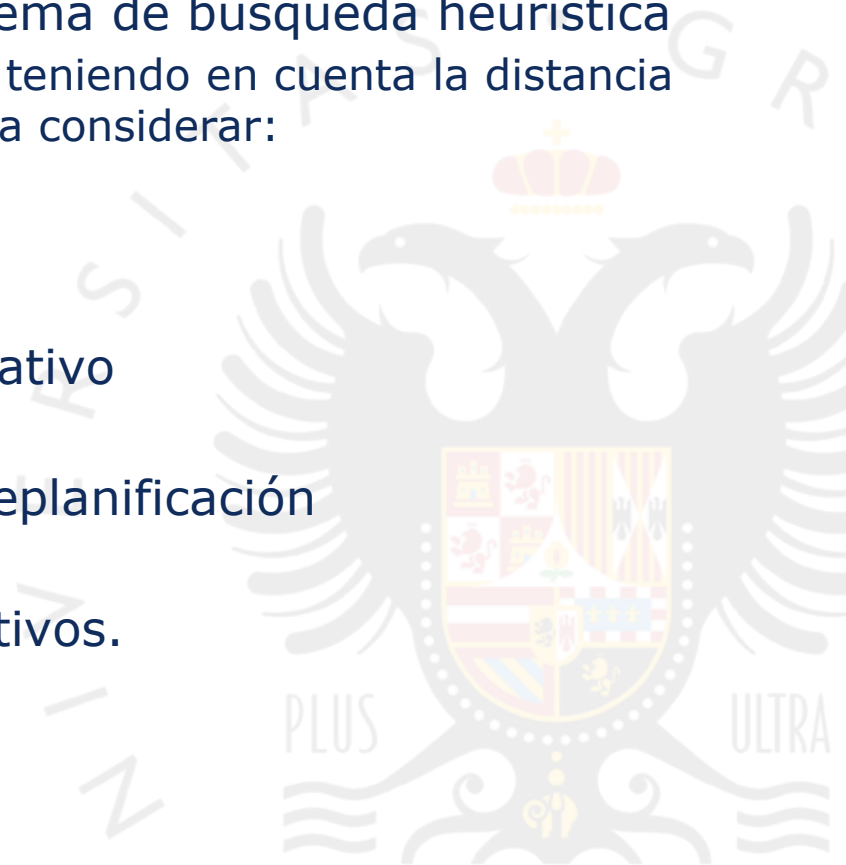 ema de búsqueda heurística
teniendo en cuenta la distancia
a considerar:
ativo
eplanificación
tivos.
PLUS ULTRA